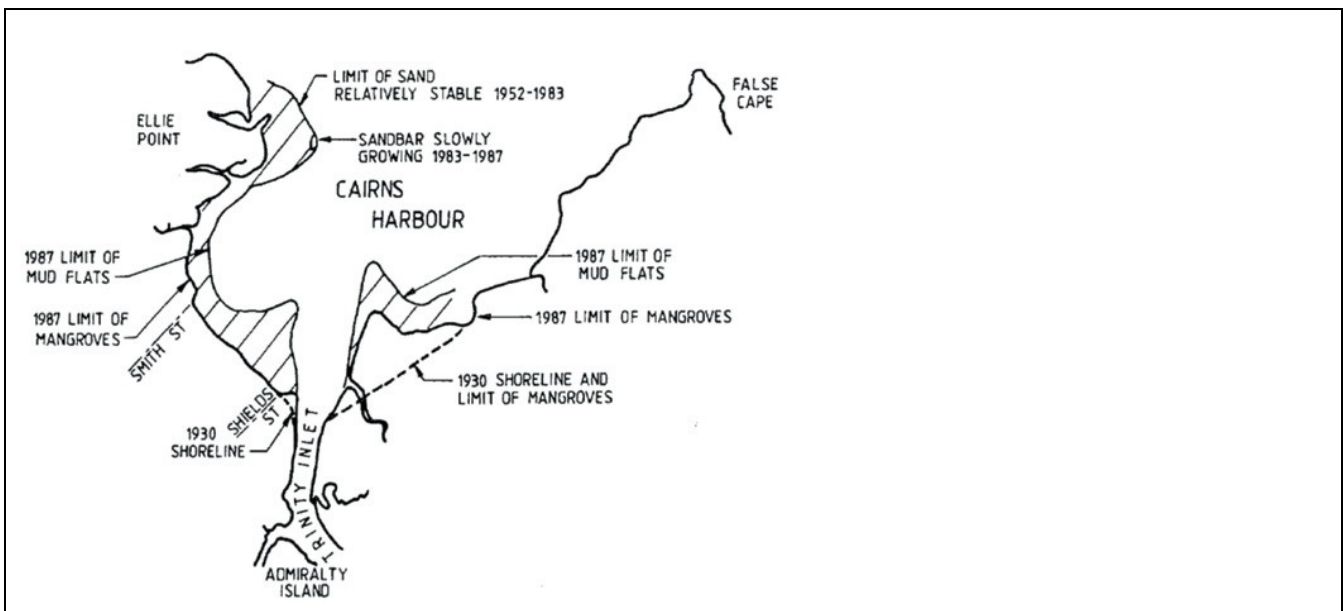 LIMIT OF SAND
RELATIVELY STABLE 1952-1983
FALSE
CAPE
ELLIE
POINT
SANDBAR SLOWLY
GROWING 1983-1987
CAIRNS
HARBOUR
1987 LIMIT OF
MUD FLATS
1987 LIMIT OF
MUD FLATS
1987 LIMIT OF
MANGROVES
1987 LIMIT OF MANGROVES
SMITH ST
1930 SHORELINE AND
LIMIT OF MANGROVES
SHIELDS
ST
1930
SHORELINE
TRINITY INLET
ADMIRALTY
ISLAND